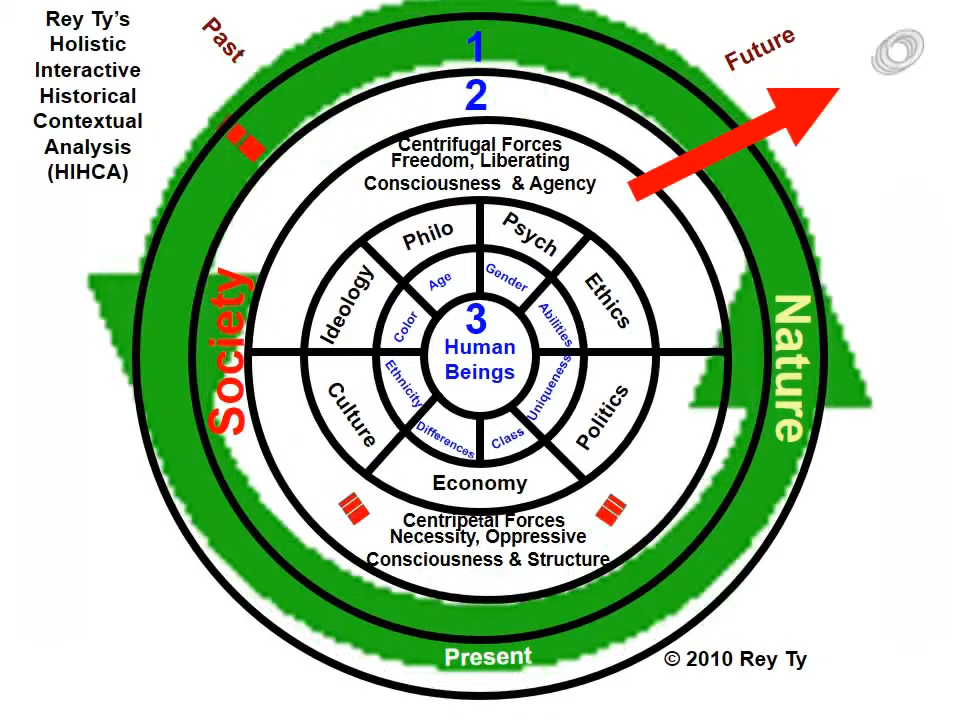 Rey Ty’s
Holistic
Interactive
Historical
Contextual
Analysis
(HIHCA)
Past
Future
1
2
Centrifugal Forces
Freedom, Liberating
Consciousness & Agency
Philo
Psych
Ideology
Ethics
Age
Gender
Color
Abilities
Society
Nature
3
Human
Beings
Ethnicity
Uniqueness
Culture
Politics
Differences
Class
Economy
Centripetal Forces
Necessity, Oppressive
Consciousness & Structure
Present
© 2010 Rey Ty